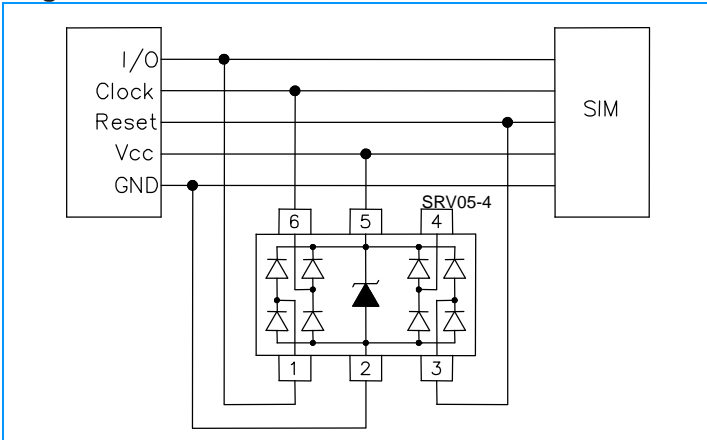 I/O
Clock
Reset
Vcc
GND
SIM
SRV05-4
6 5 4
1 2 3